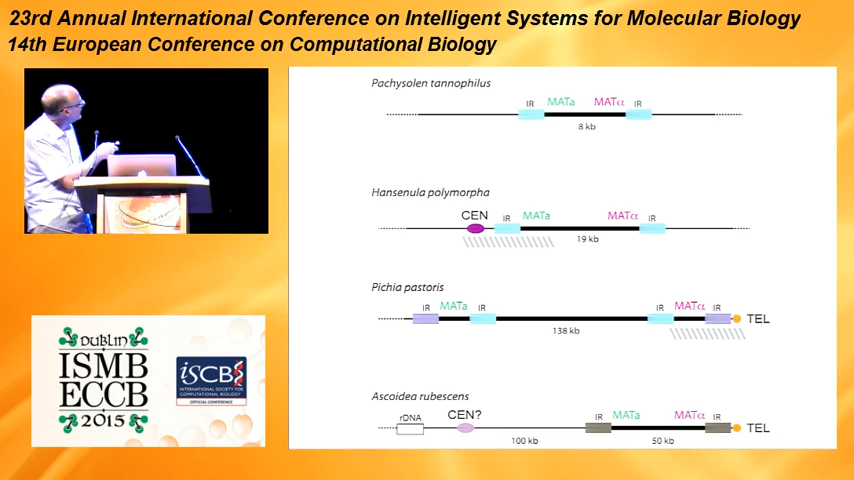 23rd Annual International Conference on Intelligent Systems for Molecular Biology
14th European Conference on Computational Biology
Pachysolen tannophilus
IR MATa MATα IR
8 kb
Hansenula polymorpha
CEN IR MATa MATα IR
19 kb
Pichia pastoris
IR MATa IR IR MATα IR
TEL
138 kb
Ascoidea rubescens
rDNA CEN? IR MATa MATα IR
TEL
100 kb 50 kb
DUBLIN
ISMB
ECCB
2015
ISCB
INTERNATIONAL SOCIETY FOR
COMPUTATIONAL BIOLOGY
OFFICIAL CONFERENCE